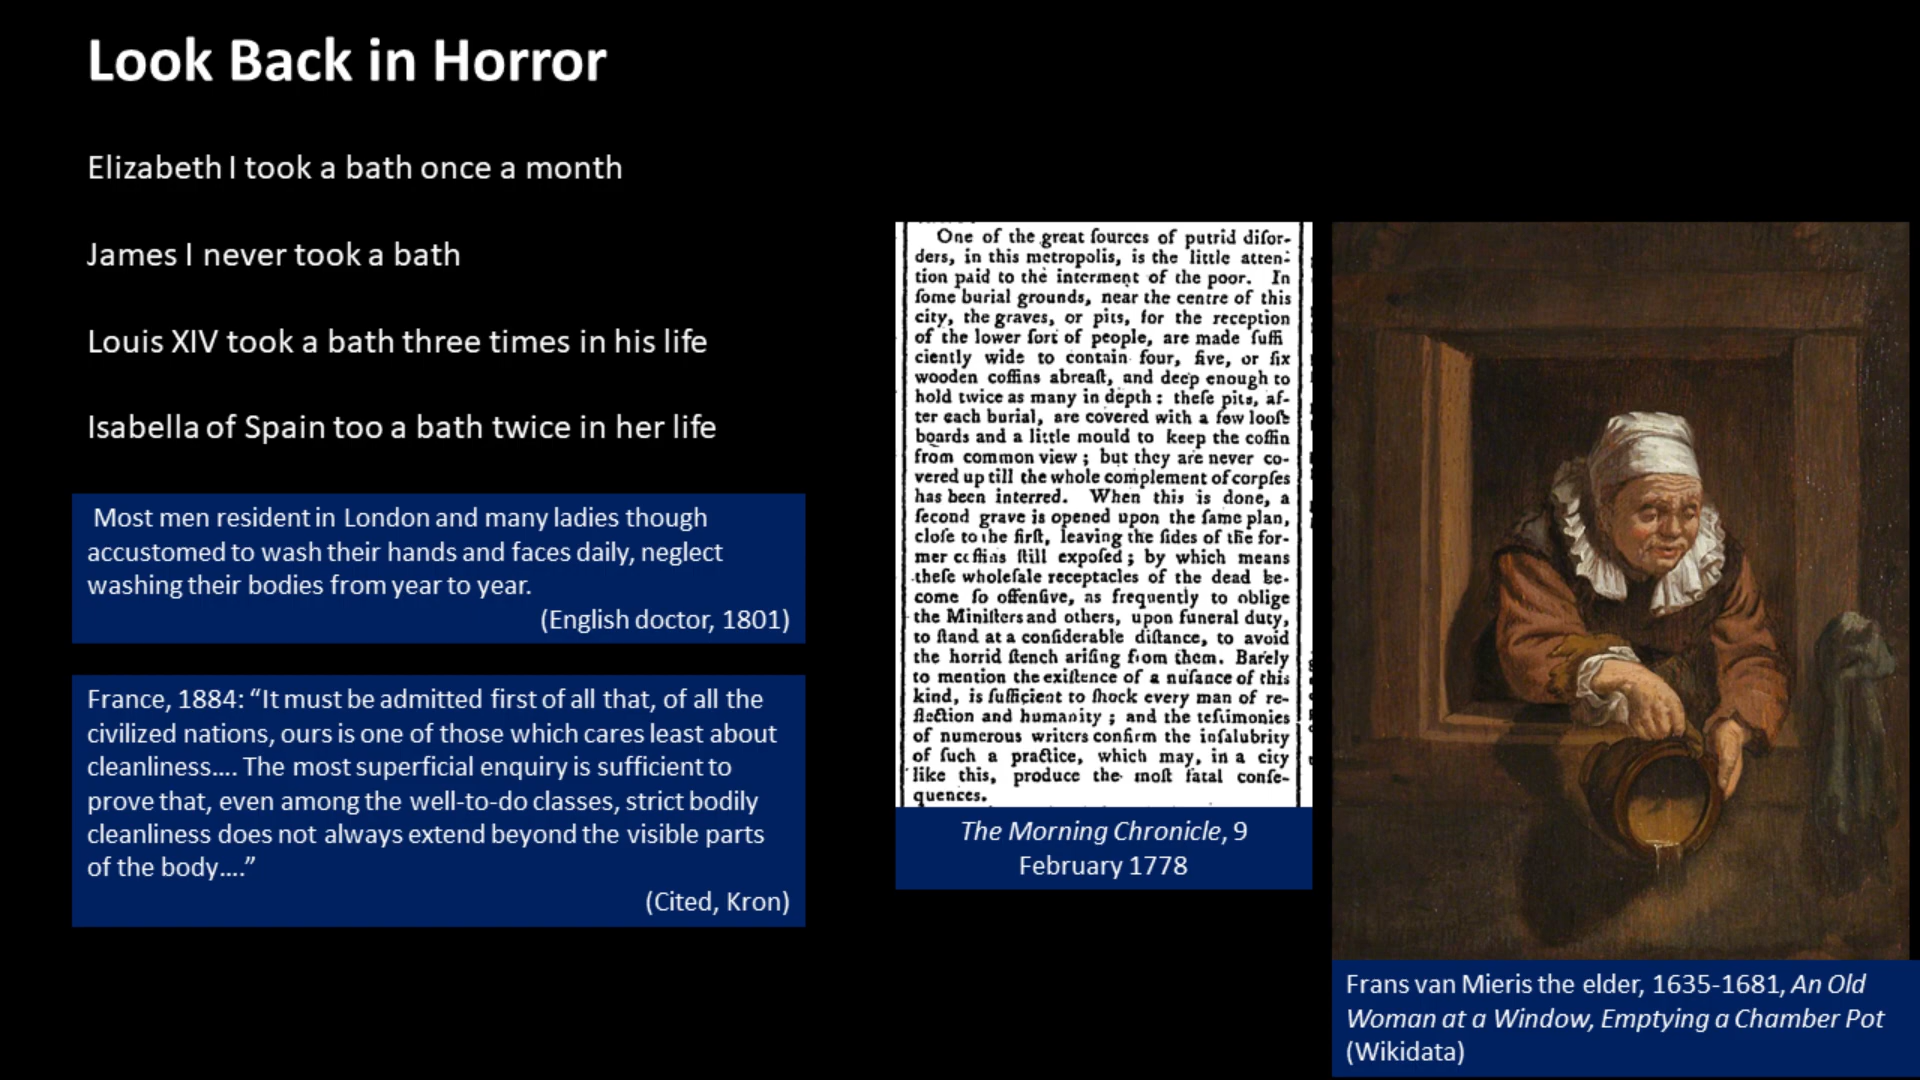 Look Back in Horror
Elizabeth I took a bath once a month
James I never took a bath
Louis XIV took a bath three times in his life
Isabella of Spain too a bath twice in her life
Most men resident in London and many ladies though
accustomed to wash their hands and faces daily, neglect
washing their bodies from year to year.
(English doctor, 1801)
France, 1884: “It must be admitted first of all that, of all the
civilized nations, ours is one of those which cares least about
cleanliness…. The most superficial enquiry is sufficient to
prove that, even among the well-to-do classes, strict bodily
cleanliness does not always extend beyond the visible parts
of the body….”
(Cited, Kron)
One of the great ſources of putrid diſor-
ders, in this metropolis, is the little atten-
tion paid to the interment of the poor. In
ſome burial grounds, near the centre of this
city, the graves, or pits, for the reception
of the lower ſort of people, are made ſuffi
ciently wide to contain four, five, or ſix
wooden coffins abreaſt, and deep enough to
hold twice as many in depth : theſe pits, af-
ter each burial, are covered with a few looſe
boards and a little mould to keep the coffin
from common view ; but they are never co-
vered up till the whole complement of corpſes
has been interred. When this is done, a
ſecond grave is opened upon the ſame plan,
cloſe to the firſt, leaving the ſides of the for-
mer coffins ſtill expoſed ; by which means
theſe wholeſale receptacles of the dead be-
come ſo offenſive, as frequently to oblige
the Miniſters and others, upon funeral duty,
to ſtand at a conſiderable diſtance, to avoid
the horrid ſtench ariſing from them. Barely
to mention the exiſtence of a nuſance of this
kind, is ſufficient to ſhock every man of re-
flection and humanity ; and the teſtimonies
of numerous writers confirm the inſalubrity
of ſuch a practice, which may, in a city
like this, produce the moſt fatal conſe-
quences.
The Morning Chronicle, 9
February 1778
Frans van Mieris the elder, 1635-1681, An Old
Woman at a Window, Emptying a Chamber Pot
(Wikidata)